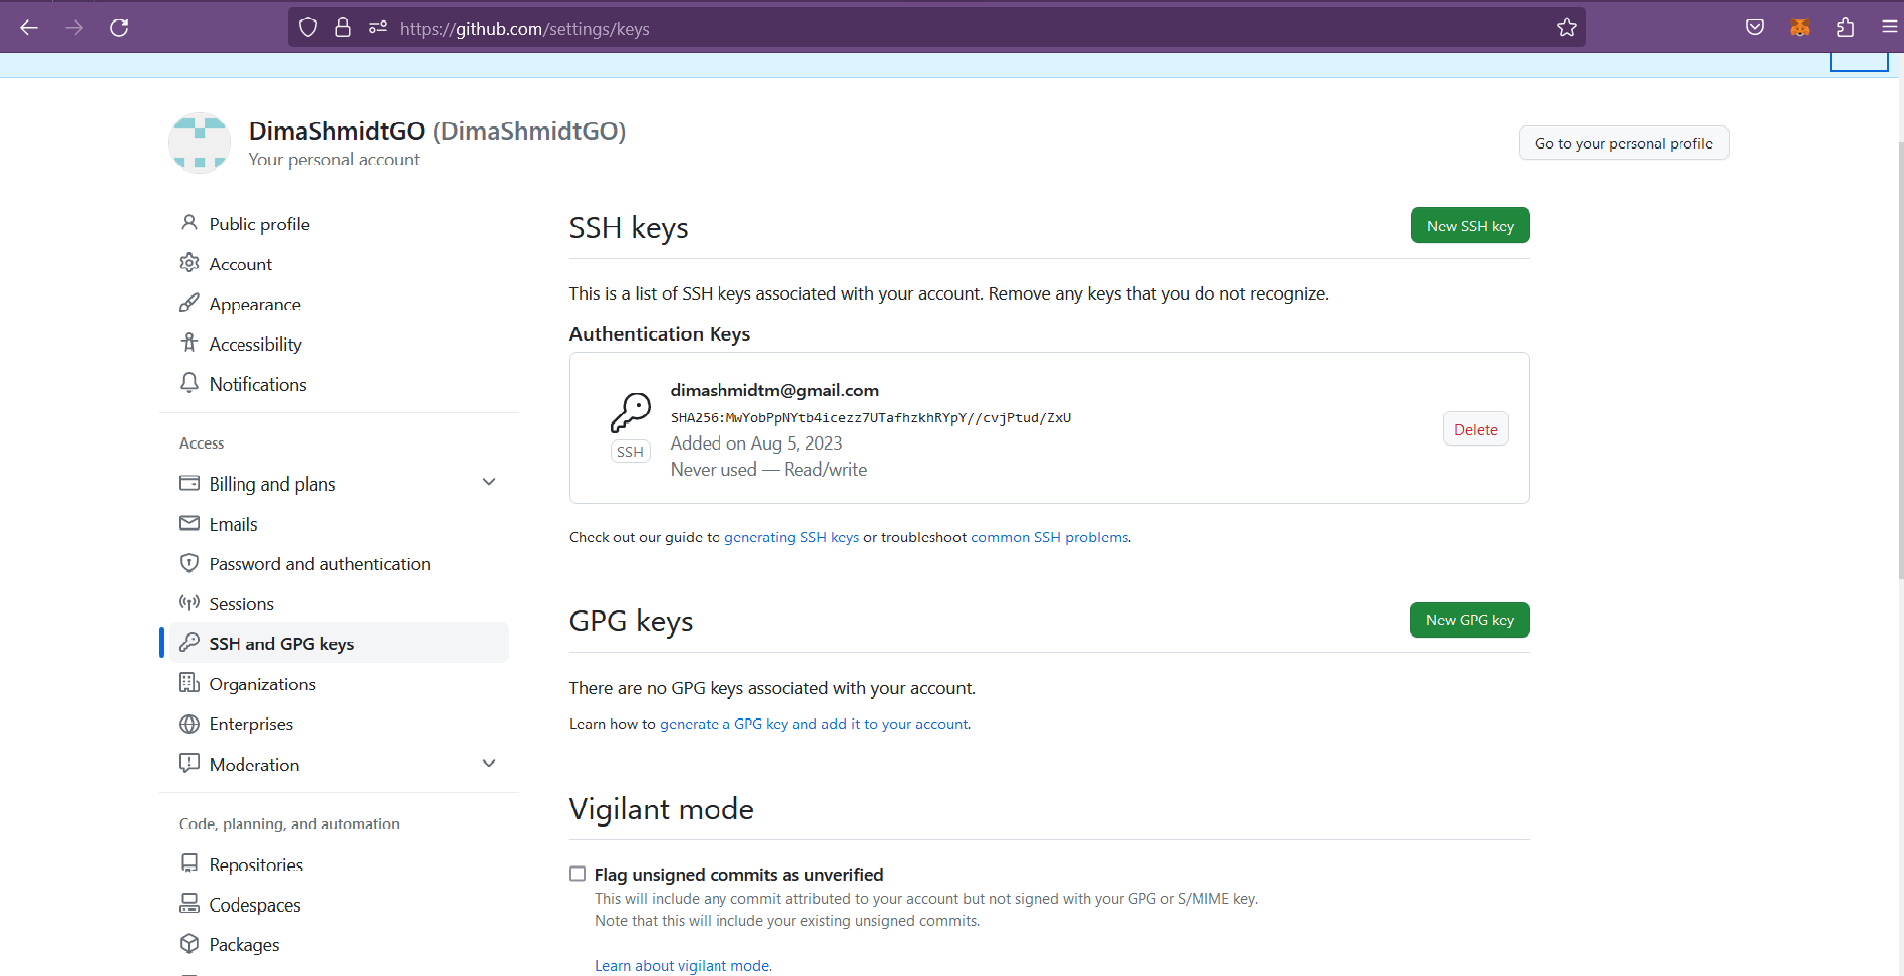 https://github.com/settings/keys
DimaShmidtGO (DimaShmidtGO)
Your personal account
Go to your personal profile
Public profile
Account
Appearance
Accessibility
Notifications
Access
Billing and plans
Emails
Password and authentication
Sessions
SSH and GPG keys
Organizations
Enterprises
Moderation
Code, planning, and automation
Repositories
Codespaces
Packages
SSH keys
New SSH key
This is a list of SSH keys associated with your account. Remove any keys that you do not recognize.
Authentication Keys
SSH
dimashmidtm@gmail.com
SHA256:MwYobPpNYtb4icezz7UTafhzkhRYpY//cvjPtud/ZxU
Added on Aug 5, 2023
Never used — Read/write
Delete
Check out our guide to generating SSH keys or troubleshoot common SSH problems.
GPG keys
New GPG key
There are no GPG keys associated with your account.
Learn how to generate a GPG key and add it to your account.
Vigilant mode
Flag unsigned commits as unverified
This will include any commit attributed to your account but not signed with your GPG or S/MIME key.
Note that this will include your existing unsigned commits.
Learn about vigilant mode.